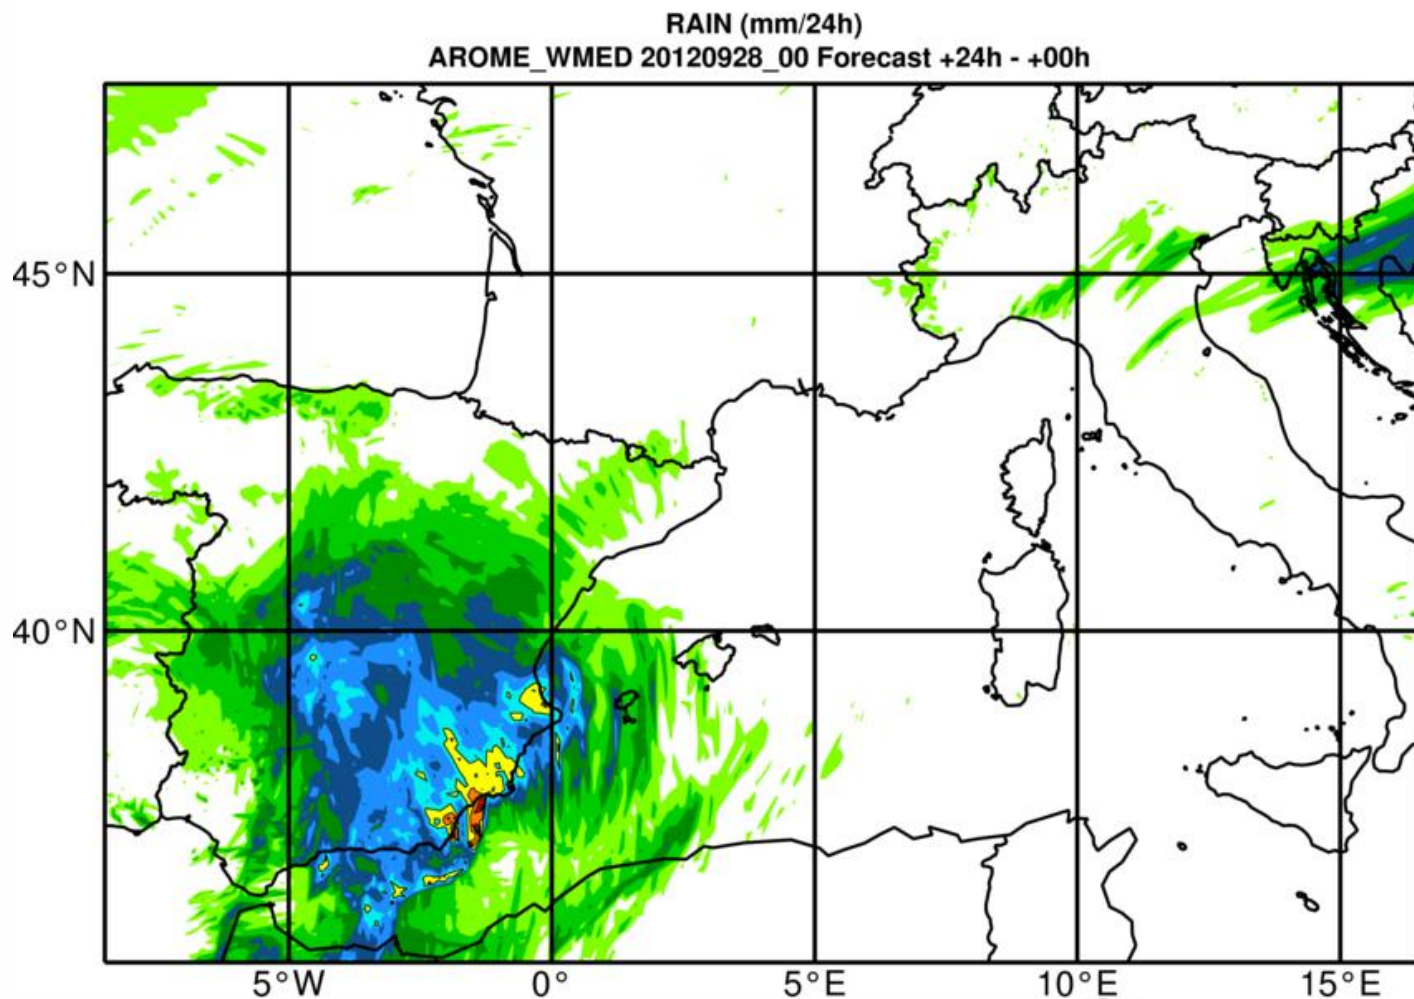 RAIN (mm/24h)
AROME_WMED 20120928_00 Forecast +24h - +00h
45°N
40°N
5°W
0°
5°E
10°E
15°E